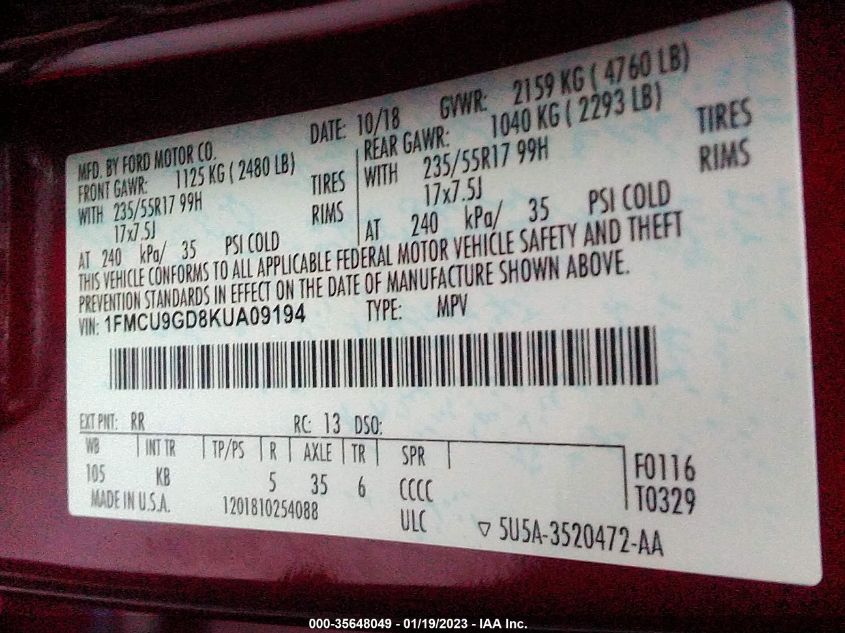 MFD. BY FORD MOTOR CO. DATE: 10/18 GVWR: 2159 KG ( 4760 LB)
FRONT GAWR: 1125 KG ( 2480 LB) REAR GAWR: 1040 KG ( 2293 LB)
WITH 235/55R17 99H TIRES WITH 235/55R17 99H TIRES
17x7.5J RIMS 17x7.5J RIMS
AT 240 kPa/ 35 PSI COLD AT 240 kPa/ 35 PSI COLD
THIS VEHICLE CONFORMS TO ALL APPLICABLE FEDERAL MOTOR VEHICLE SAFETY AND THEFT
PREVENTION STANDARDS IN EFFECT ON THE DATE OF MANUFACTURE SHOWN ABOVE.
VIN: 1FMCU9GD8KUA09194 TYPE: MPV
EXT PNT: RR RC: 13 DSO:
WB INT TR TP/PS R AXLE TR SPR
105 KB 5 35 6 CCCC F0116
MADE IN U.S.A. 1201810254088 ULC T0329
5U5A-3520472-AA
000-35648049 - 01/19/2023 - IAA Inc.